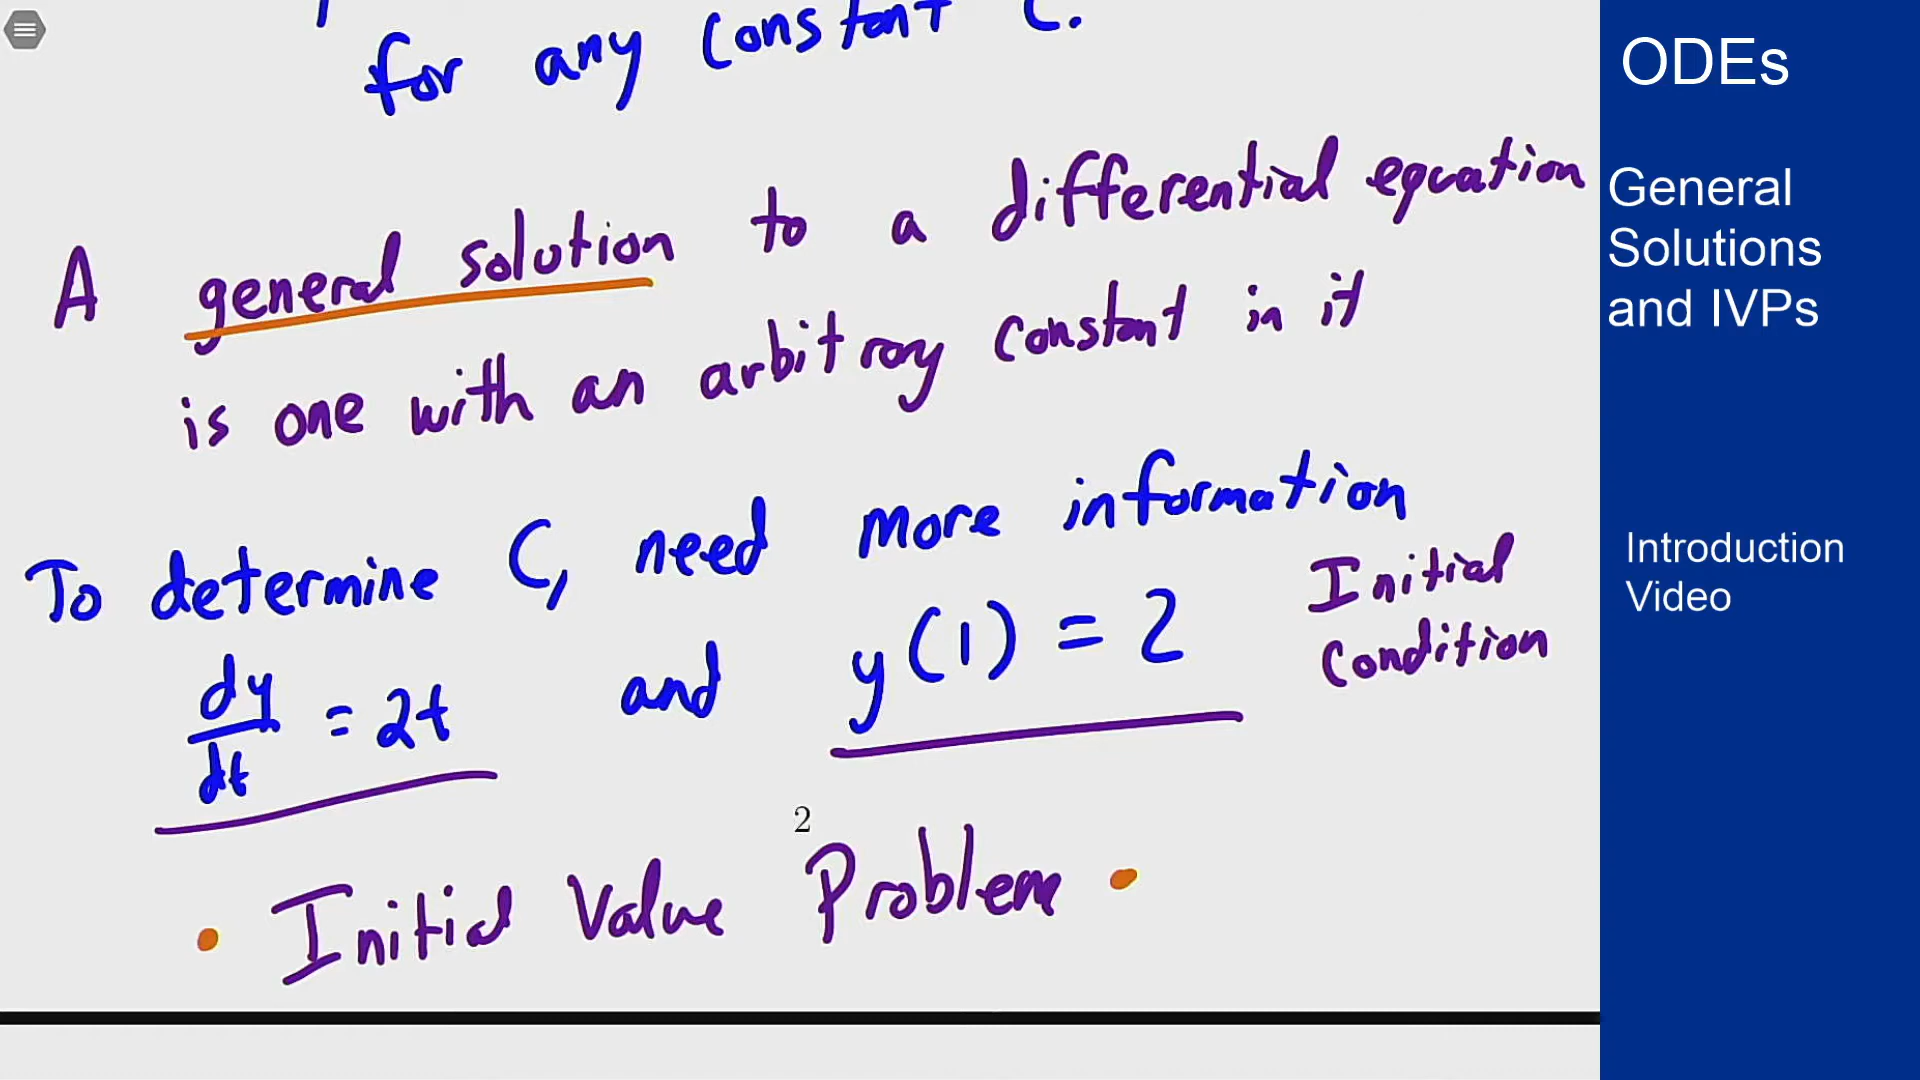 for any constant C.
A general solution to a differential equation
is one with an arbitrary constant in it
To determine C, need more information
dy/dt = 2t and y(1) = 2
Initial
Condition
2
• Initial Value Problem •
ODEs
General
Solutions
and IVPs
Introduction
Video